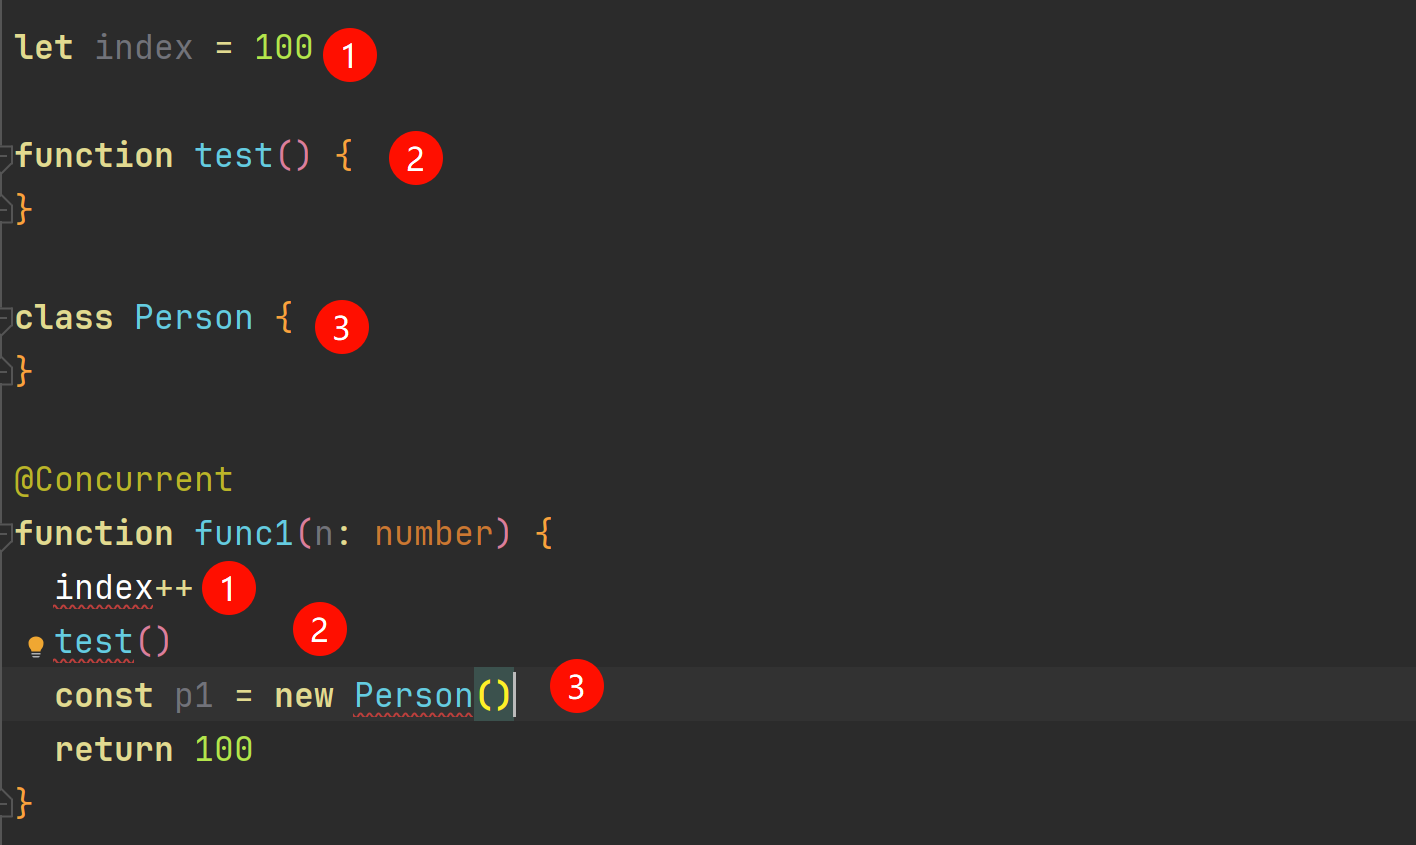 let index = 100 1
function test() { 2
}
class Person { 3
}
@Concurrent
function func1(n: number) {
index++ 1
test() 2
const p1 = new Person() 3
return 100
}